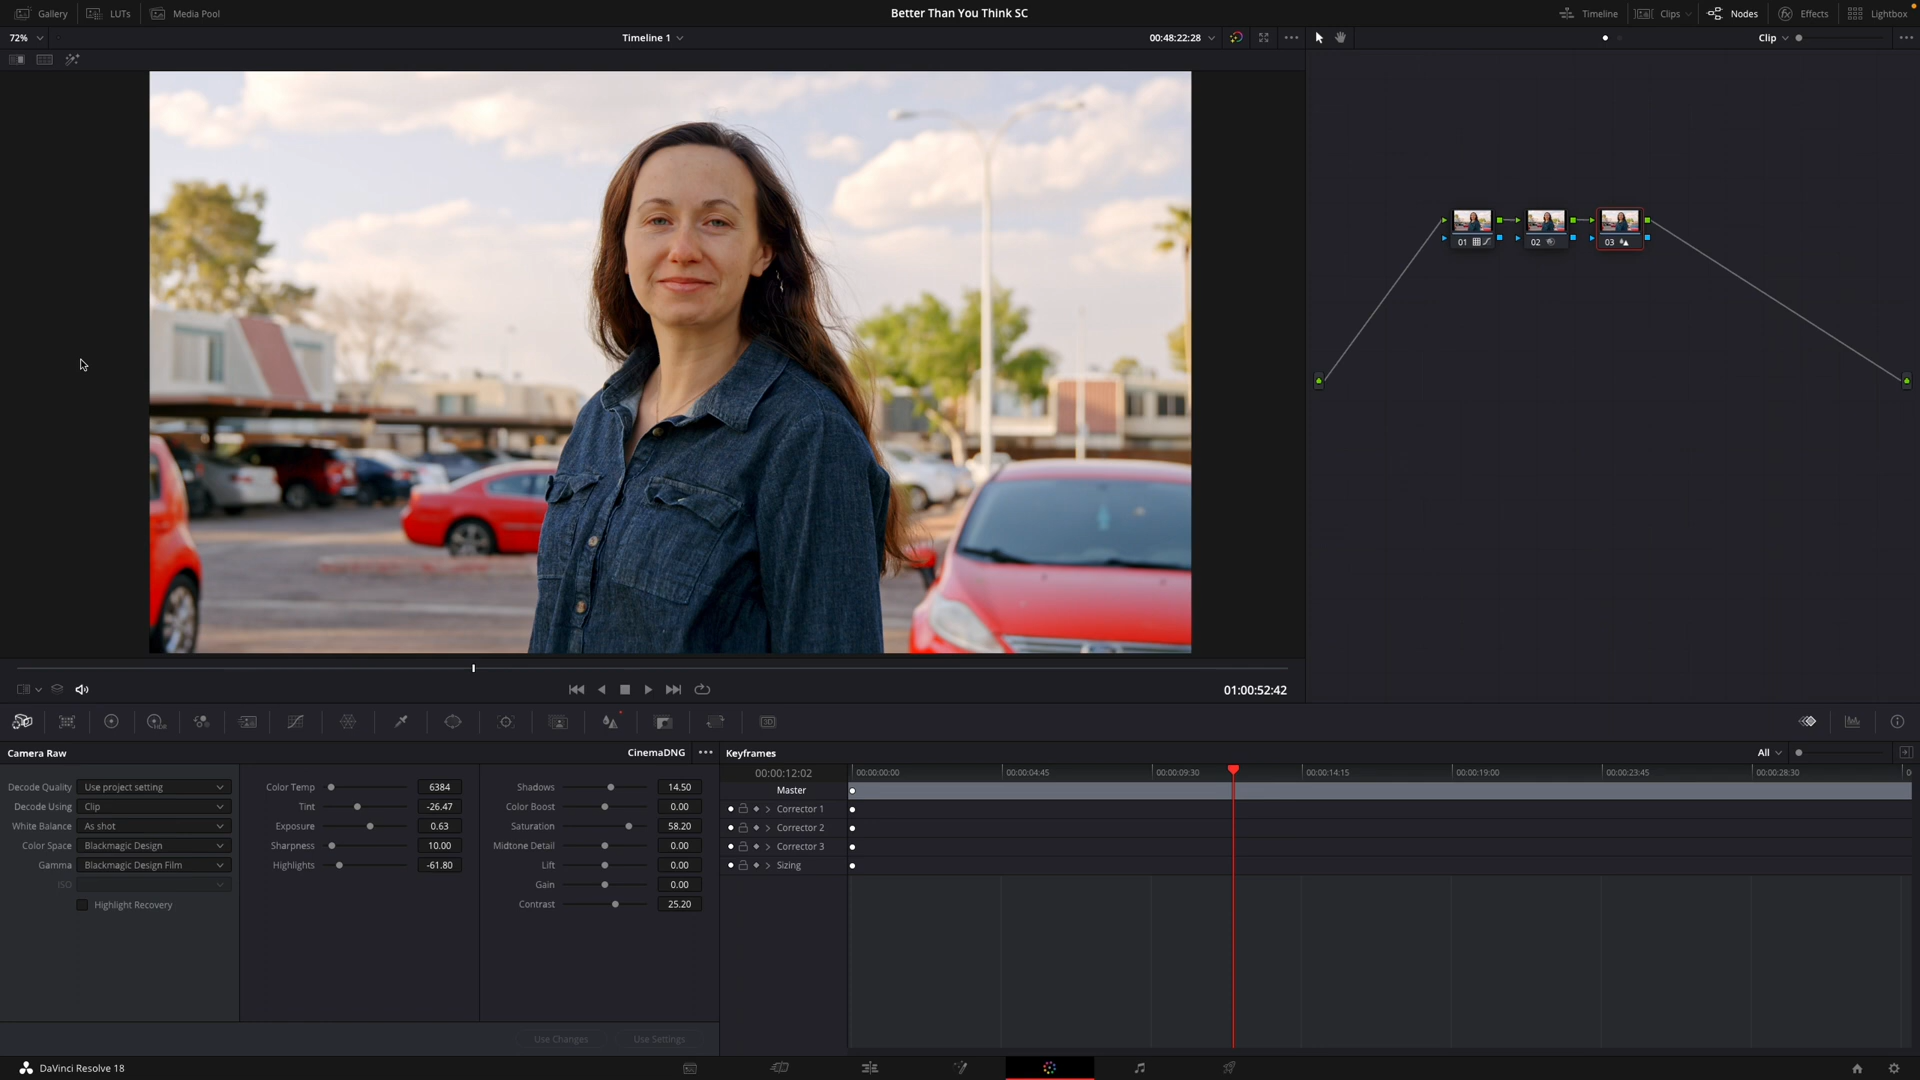 Gallery LUTs Media Pool Better Than You Think SC Timeline Clips Nodes Effects Lightbox
72% Timeline 1 00:48:22:28 Clip
01 02 03
01:00:52:42
Camera Raw CinemaDNG Keyframes All
00:00:12:02 00:00:00:00 00:00:04:45 00:00:09:30 00:00:14:15 00:00:19:00 00:00:23:45 00:00:28:30 0
Master
Corrector 1
Corrector 2
Corrector 3
Sizing
Decode Quality Use project setting
Decode Using Clip
White Balance As shot
Color Space Blackmagic Design
Gamma Blackmagic Design Film
ISO
Highlight Recovery
Color Temp 6384
Tint -26.47
Exposure 0.63
Sharpness 10.00
Highlights -61.80
Shadows 14.50
Color Boost 0.00
Saturation 58.20
Midtone Detail 0.00
Lift 0.00
Gain 0.00
Contrast 25.20
Use Changes Use Settings
DaVinci Resolve 18